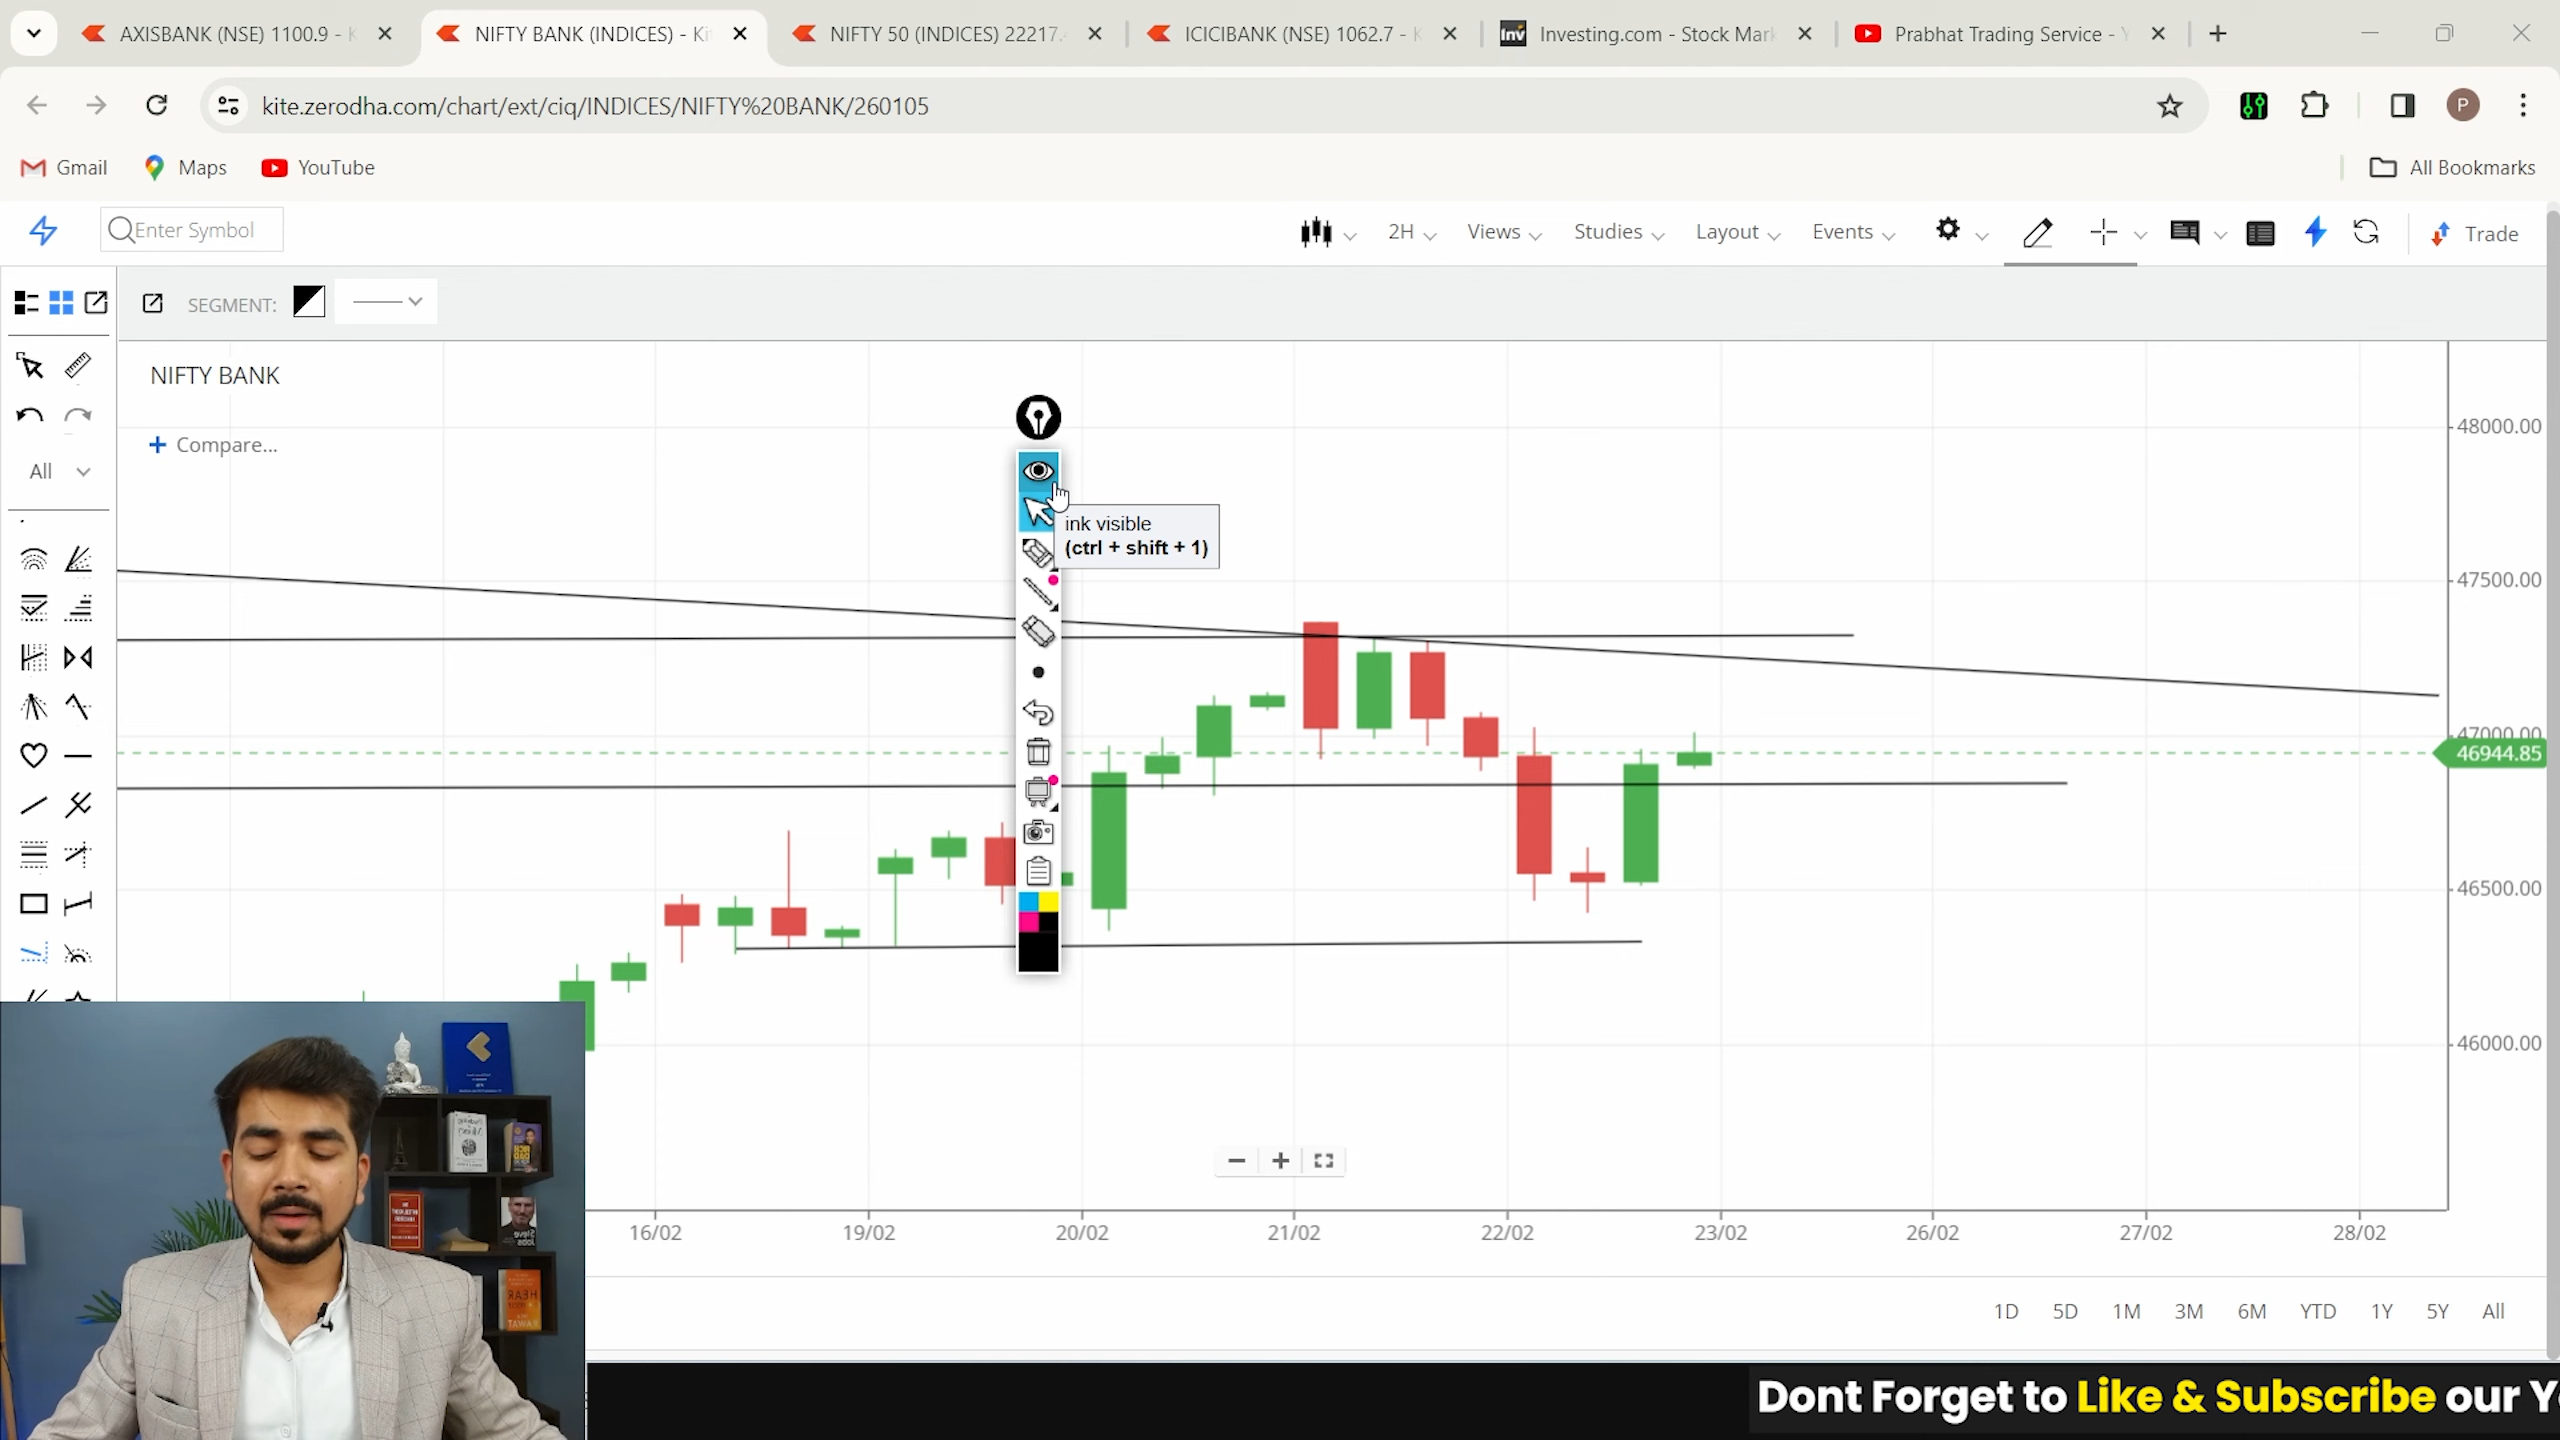 AXISBANK (NSE) 1100.9 - K
NIFTY BANK (INDICES) - Ki
NIFTY 50 (INDICES) 22217.
ICICIBANK (NSE) 1062.7 - K
Inv Investing.com - Stock Mar
Prabhat Trading Service - Y
kite.zerodha.com/chart/ext/ciq/INDICES/NIFTY%20BANK/260105
P
Gmail
Maps
YouTube
All Bookmarks
Enter Symbol
2H
Views
Studies
Layout
Events
Trade
SEGMENT:
NIFTY BANK
Compare...
All
ink visible
(ctrl + shift + 1)
48000.00
47500.00
47000.00
46944.85
46500.00
46000.00
16/02
19/02
20/02
21/02
22/02
23/02
26/02
27/02
28/02
1D 5D 1M 3M 6M YTD 1Y 5Y All
Dont Forget to Like & Subscribe our Y